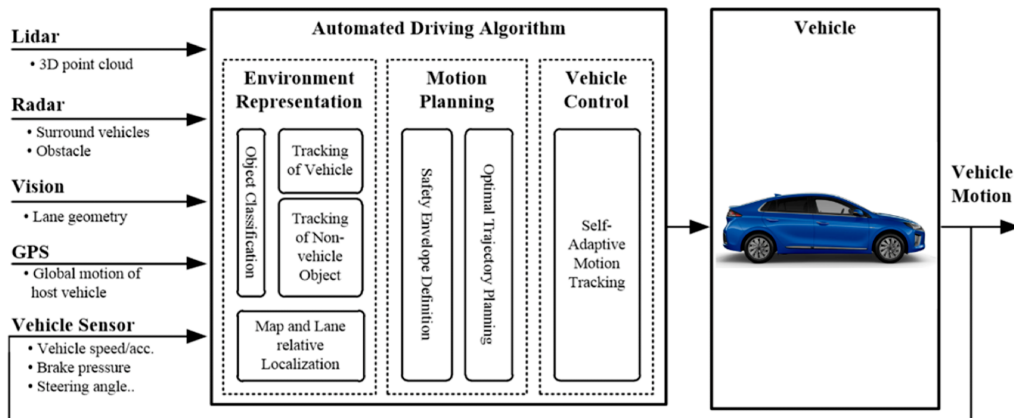 Lidar
• 3D point cloud
Radar
• Surround vehicles
• Obstacle
Vision
• Lane geometry
GPS
• Global motion of
host vehicle
Vehicle Sensor
• Vehicle speed/acc.
• Brake pressure
• Steering angle..
Automated Driving Algorithm
Environment
Representation
Object Classification
Tracking
of Vehicle
Tracking
of Non-
vehicle
Object
Map and Lane
relative
Localization
Motion
Planning
Safety Envelope Definition
Optimal Trajectory Planning
Vehicle
Control
Self-
Adaptive
Motion
Tracking
Vehicle
Vehicle
Motion